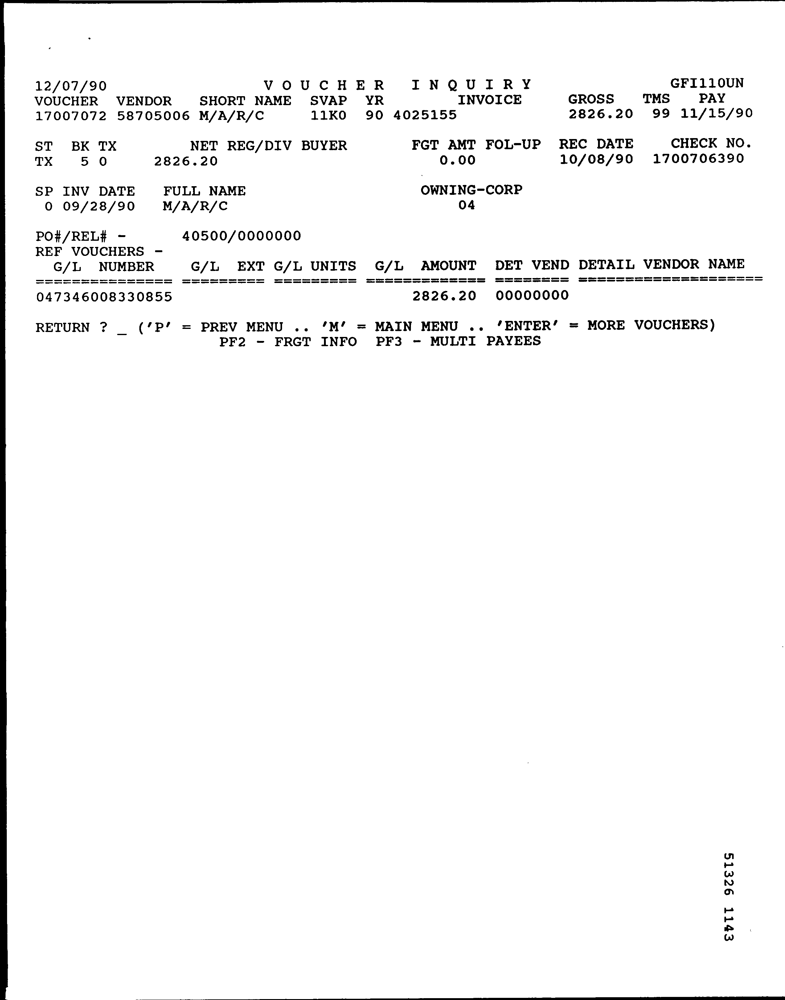 12/07/90 V O U C H E R I N Q U I R Y GFI110UN
VOUCHER VENDOR SHORT NAME SVAP YR INVOICE GROSS TMS PAY
17007072 58705006 M/A/R/C 11K0 90 4025155 2826.20 99 11/15/90
ST BK TX NET REG/DIV BUYER FGT AMT FOL-UP REC DATE CHECK NO.
TX 5 0 2826.20 0.00 10/08/90 1700706390
SP INV DATE FULL NAME OWNING-CORP
0 09/28/90 M/A/R/C 04
PO#/REL# - 40500/0000000
REF VOUCHERS -
G/L NUMBER G/L EXT G/L UNITS G/L AMOUNT DET VEND DETAIL VENDOR NAME
=============== ========= ========= ============= ======== ====================
047346008330855 2826.20 00000000
RETURN ? _ ('P' = PREV MENU .. 'M' = MAIN MENU .. 'ENTER' = MORE VOUCHERS)
PF2 - FRGT INFO PF3 - MULTI PAYEES
51326 1143